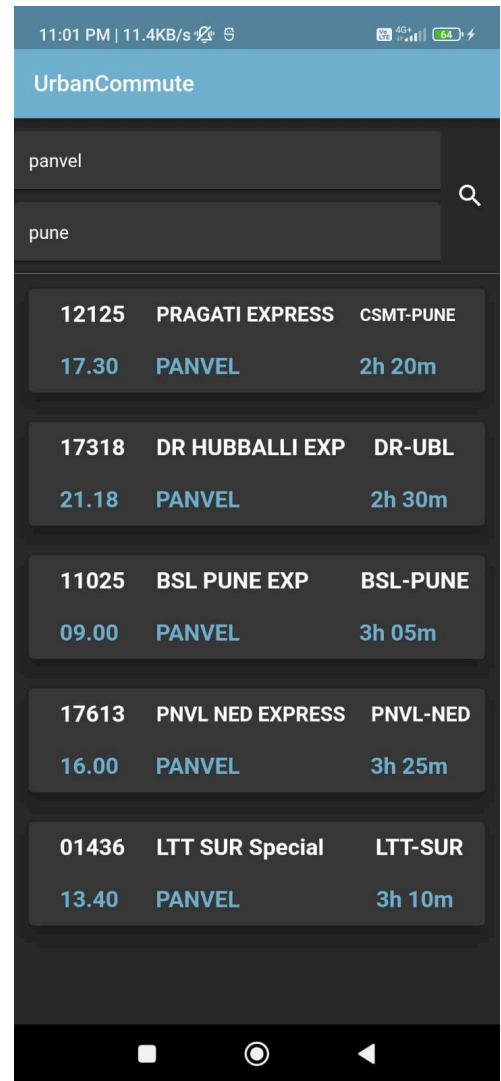 11:01 PM | 11.4KB/s
Vo LTE 4G+ 64
UrbanCommute
panvel
pune
12125 PRAGATI EXPRESS CSMT-PUNE
17.30 PANVEL 2h 20m
17318 DR HUBBALLI EXP DR-UBL
21.18 PANVEL 2h 30m
11025 BSL PUNE EXP BSL-PUNE
09.00 PANVEL 3h 05m
17613 PNVL NED EXPRESS PNVL-NED
16.00 PANVEL 3h 25m
01436 LTT SUR Special LTT-SUR
13.40 PANVEL 3h 10m